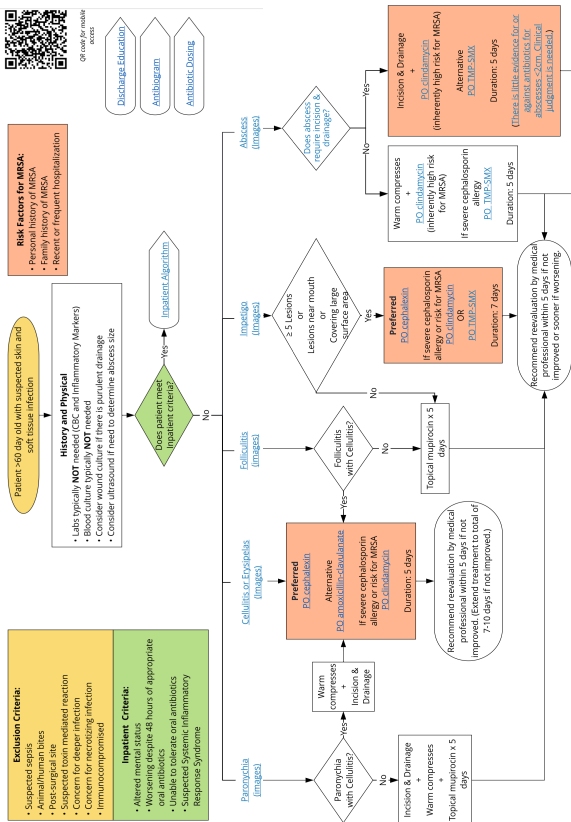 QR code for mobile
access
Discharge Education
Antibiogram
Antibiotic Dosing
Patient >60 day old with suspected skin and
soft tissue infection
Risk Factors for MRSA:
• Personal history of MRSA
• Family history of MRSA
• Recent or frequent hospitalization
Exclusion Criteria:
• Suspected sepsis
• Animal/human bites
• Post-surgical site
• Suspected toxin mediated reaction
• Concern for deeper infection
• Concern for necrotizing infection
• Immunocompromised
History and Physical
• Labs typically NOT needed (CBC and Inflammatory Markers)
• Blood culture typically NOT needed
• Consider wound culture if there is purulent drainage
• Consider ultrasound if need to determine abscess size
Inpatient Criteria:
• Altered mental status
• Worsening despite 48 hours of appropriate
oral antibiotics
• Unable to tolerate oral antibiotics
• Suspected Systemic Inflammatory
Response Syndrome
Does patient meet
Inpatient criteria?
Yes
Inpatient Algorithm
No
Paronychia
(images)
Cellulitis or Erysipelas
(Images)
Folliculitis
(Images)
Impetigo
(Images)
Abscess
(Images)
Paronychia
with Cellulitis?
Yes
Warm
compresses
+
Incision &
Drainage
No
Incision & Drainage
+
Warm compresses
+
Topical mupirocin x 5
days
Preferred
PO cephalexin
Alternative
PO amoxicillin-clavulanate
If severe cephalosporin
allergy or risk for MRSA
PO clindamycin
Duration: 5 days
Recommend reevaluation by medical
professional within 5 days if not
improved. (Extend treatment to total of
7-10 days if not improved.)
Folliculitis
with Cellulitis?
Yes
No
Topical mupirocin x 5
days
≥ 5 Lesions
or
Lesions near mouth
or
Covering large
surface area
No
Yes
Preferred
PO cephalexin
If severe cephalosporin
allergy or risk for MRSA
PO clindamycin
OR
PO TMP-SMX
Duration: 7 days
Does abscess
require incision &
drainage?
No
Yes
Warm compresses
+
PO clindamycin
(inherently high risk
for MRSA)
If severe cephalosporin
allergy
PO TMP-SMX
Duration: 5 days
Incision & Drainage
+
PO clindamycin
(inherently high risk for MRSA)
Alternative
PO TMP-SMX
Duration: 5 days
(There is little evidence for or
against antibiotics for
abscesses <2cm. Clinical
judgment is needed.)
Recommend reevaluation by medical
professional within 5 days if not
improved or sooner if worsening.